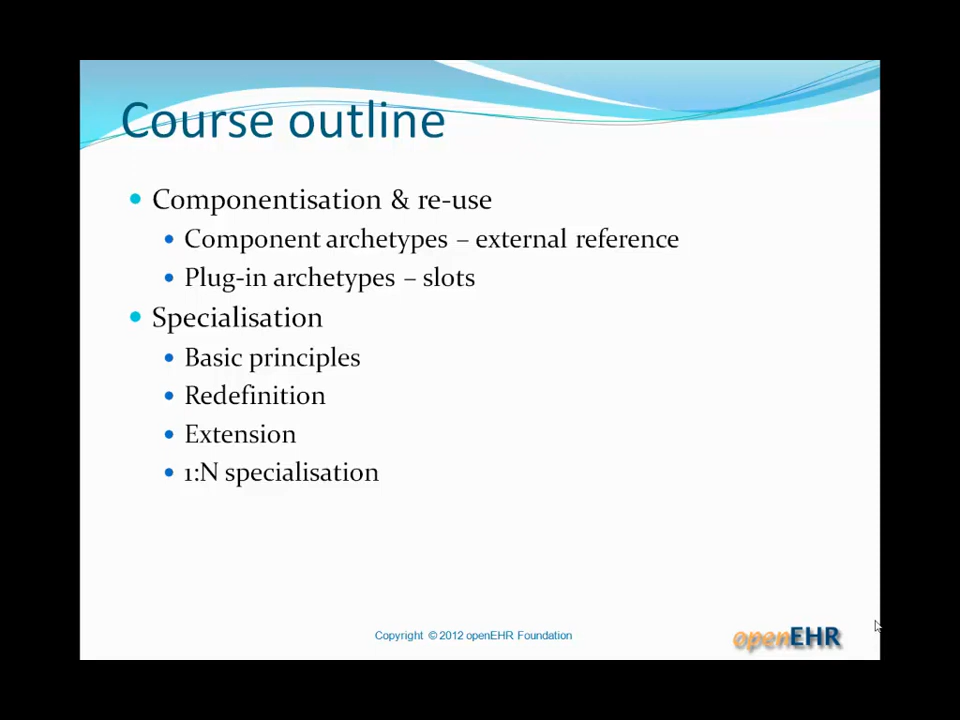 Course outline
Componentisation & re-use
Component archetypes – external reference
Plug-in archetypes – slots
Specialisation
Basic principles
Redefinition
Extension
1:N specialisation
Copyright © 2012 openEHR Foundation
openEHR